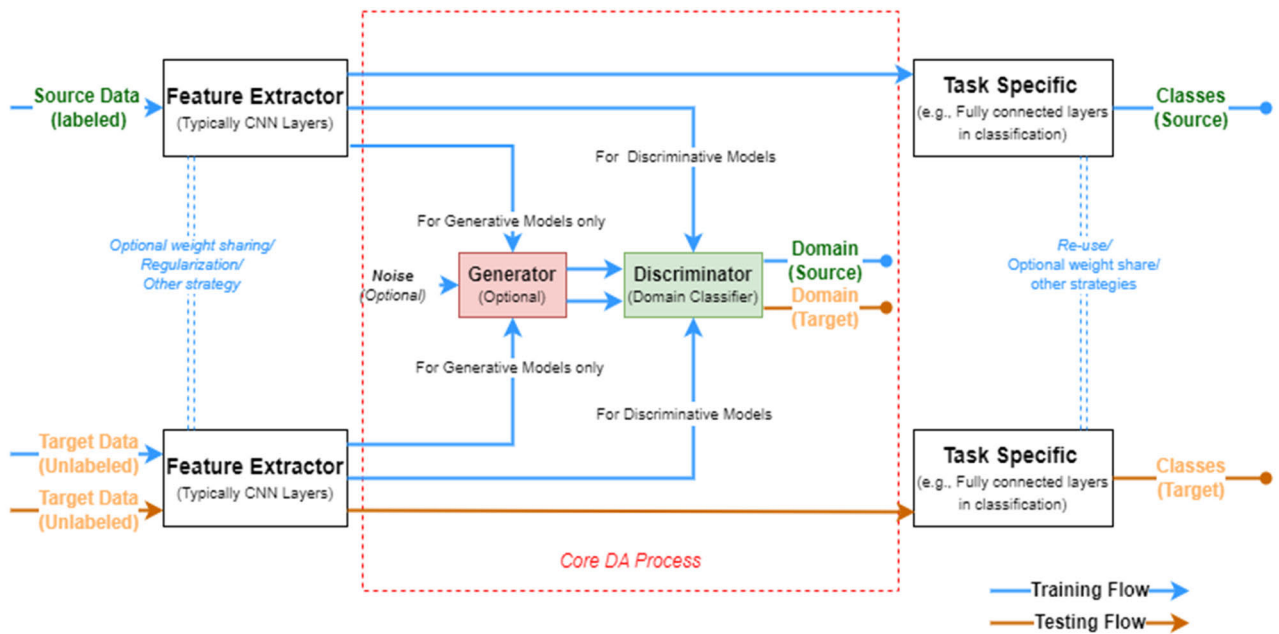 Source Data
(labeled)
Feature Extractor
(Typically CNN Layers)
Task Specific
(e.g., Fully connected layers
in classification)
Classes
(Source)
For  Discriminative Models
For Generative Models only
Optional weight sharing/
Regularization/
Other strategy
Noise
(Optional)
Generator
(Optional)
Discriminator
(Domain Classifier)
Domain
(Source)
Domain
(Target)
Re-use/
Optional weight share/
other strategies
For Generative Models only
For Discriminative Models
Target Data
(Unlabeled)
Target Data
(Unlabeled)
Feature Extractor
(Typically CNN Layers)
Task Specific
(e.g., Fully connected layers
in classification)
Classes
(Target)
Core DA Process
Training Flow
Testing Flow